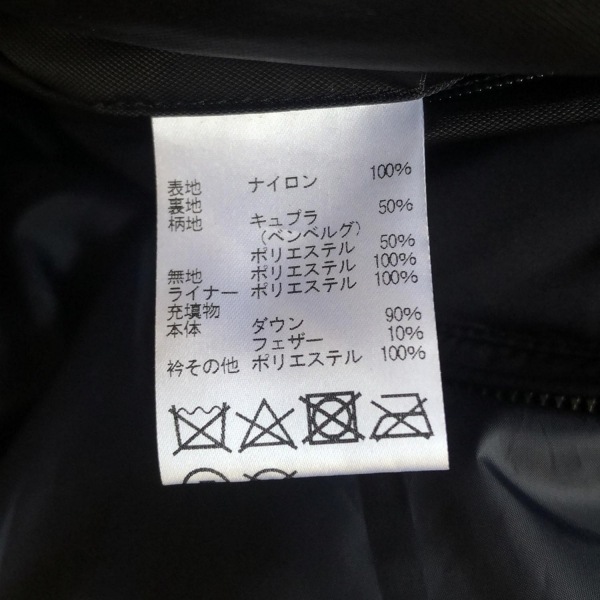 表地 ナイロン 100%
裏地
柄地 キュプラ 50%
(ベンベルグ)
ポリエステル 50%
無地 ポリエステル 100%
ライナー ポリエステル 100%
充填物
本体 ダウン 90%
フェザー 10%
衿その他 ポリエステル 100%